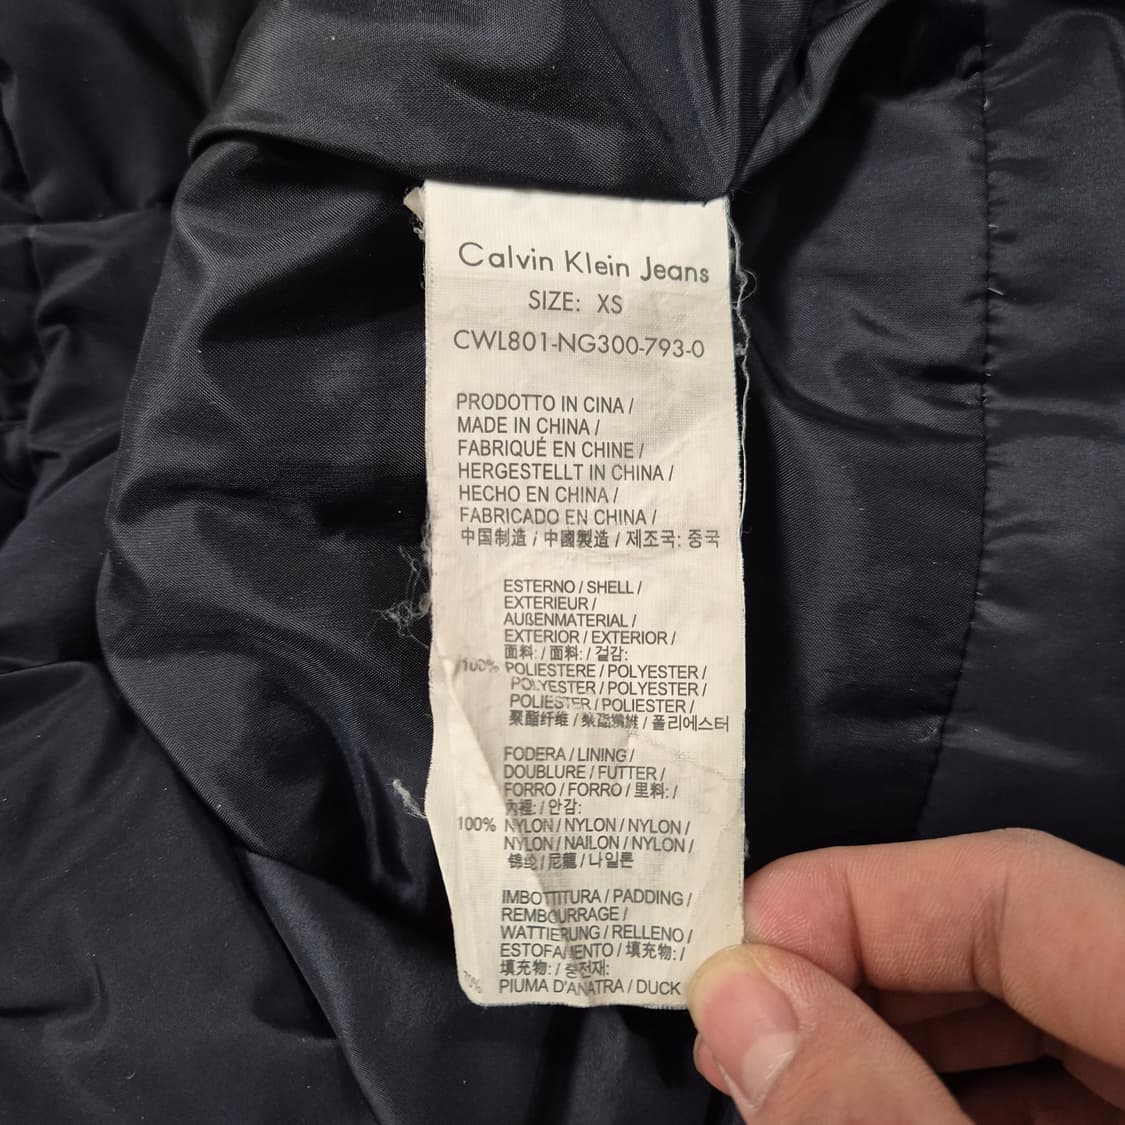 Calvin Klein Jeans
SIZE: XS
CWL801-NG300-793-0
PRODOTTO IN CINA /
MADE IN CHINA /
FABRIQUÉ EN CHINE /
HERGESTELLT IN CHINA /
HECHO EN CHINA /
FABRICADO EN CHINA /
中国制造 / 中國製造 / 제조국: 중국
ESTERNO / SHELL /
EXTERIEUR /
AUßENMATERIAL /
EXTERIOR / EXTERIOR /
面料: / 面料: / 겉감:
100% POLIESTERE / POLYESTER /
POLYESTER / POLYESTER /
POLIESTER / POLIESTER /
聚酯纤维 / 聚酯纖維 / 폴리에스터
FODERA / LINING /
DOUBLURE / FUTTER /
FORRO / FORRO / 里料: /
內裡: / 안감:
100% NYLON / NYLON / NYLON /
NYLON / NAILON / NYLON /
锦纶 / 尼龍 / 나일론
IMBOTTITURA / PADDING /
REMBOURRAGE /
WATTIERUNG / RELLENO /
ESTOFAMENTO / 填充物: /
填充物: / 충전재:
70% PIUMA D'ANATRA / DUCK